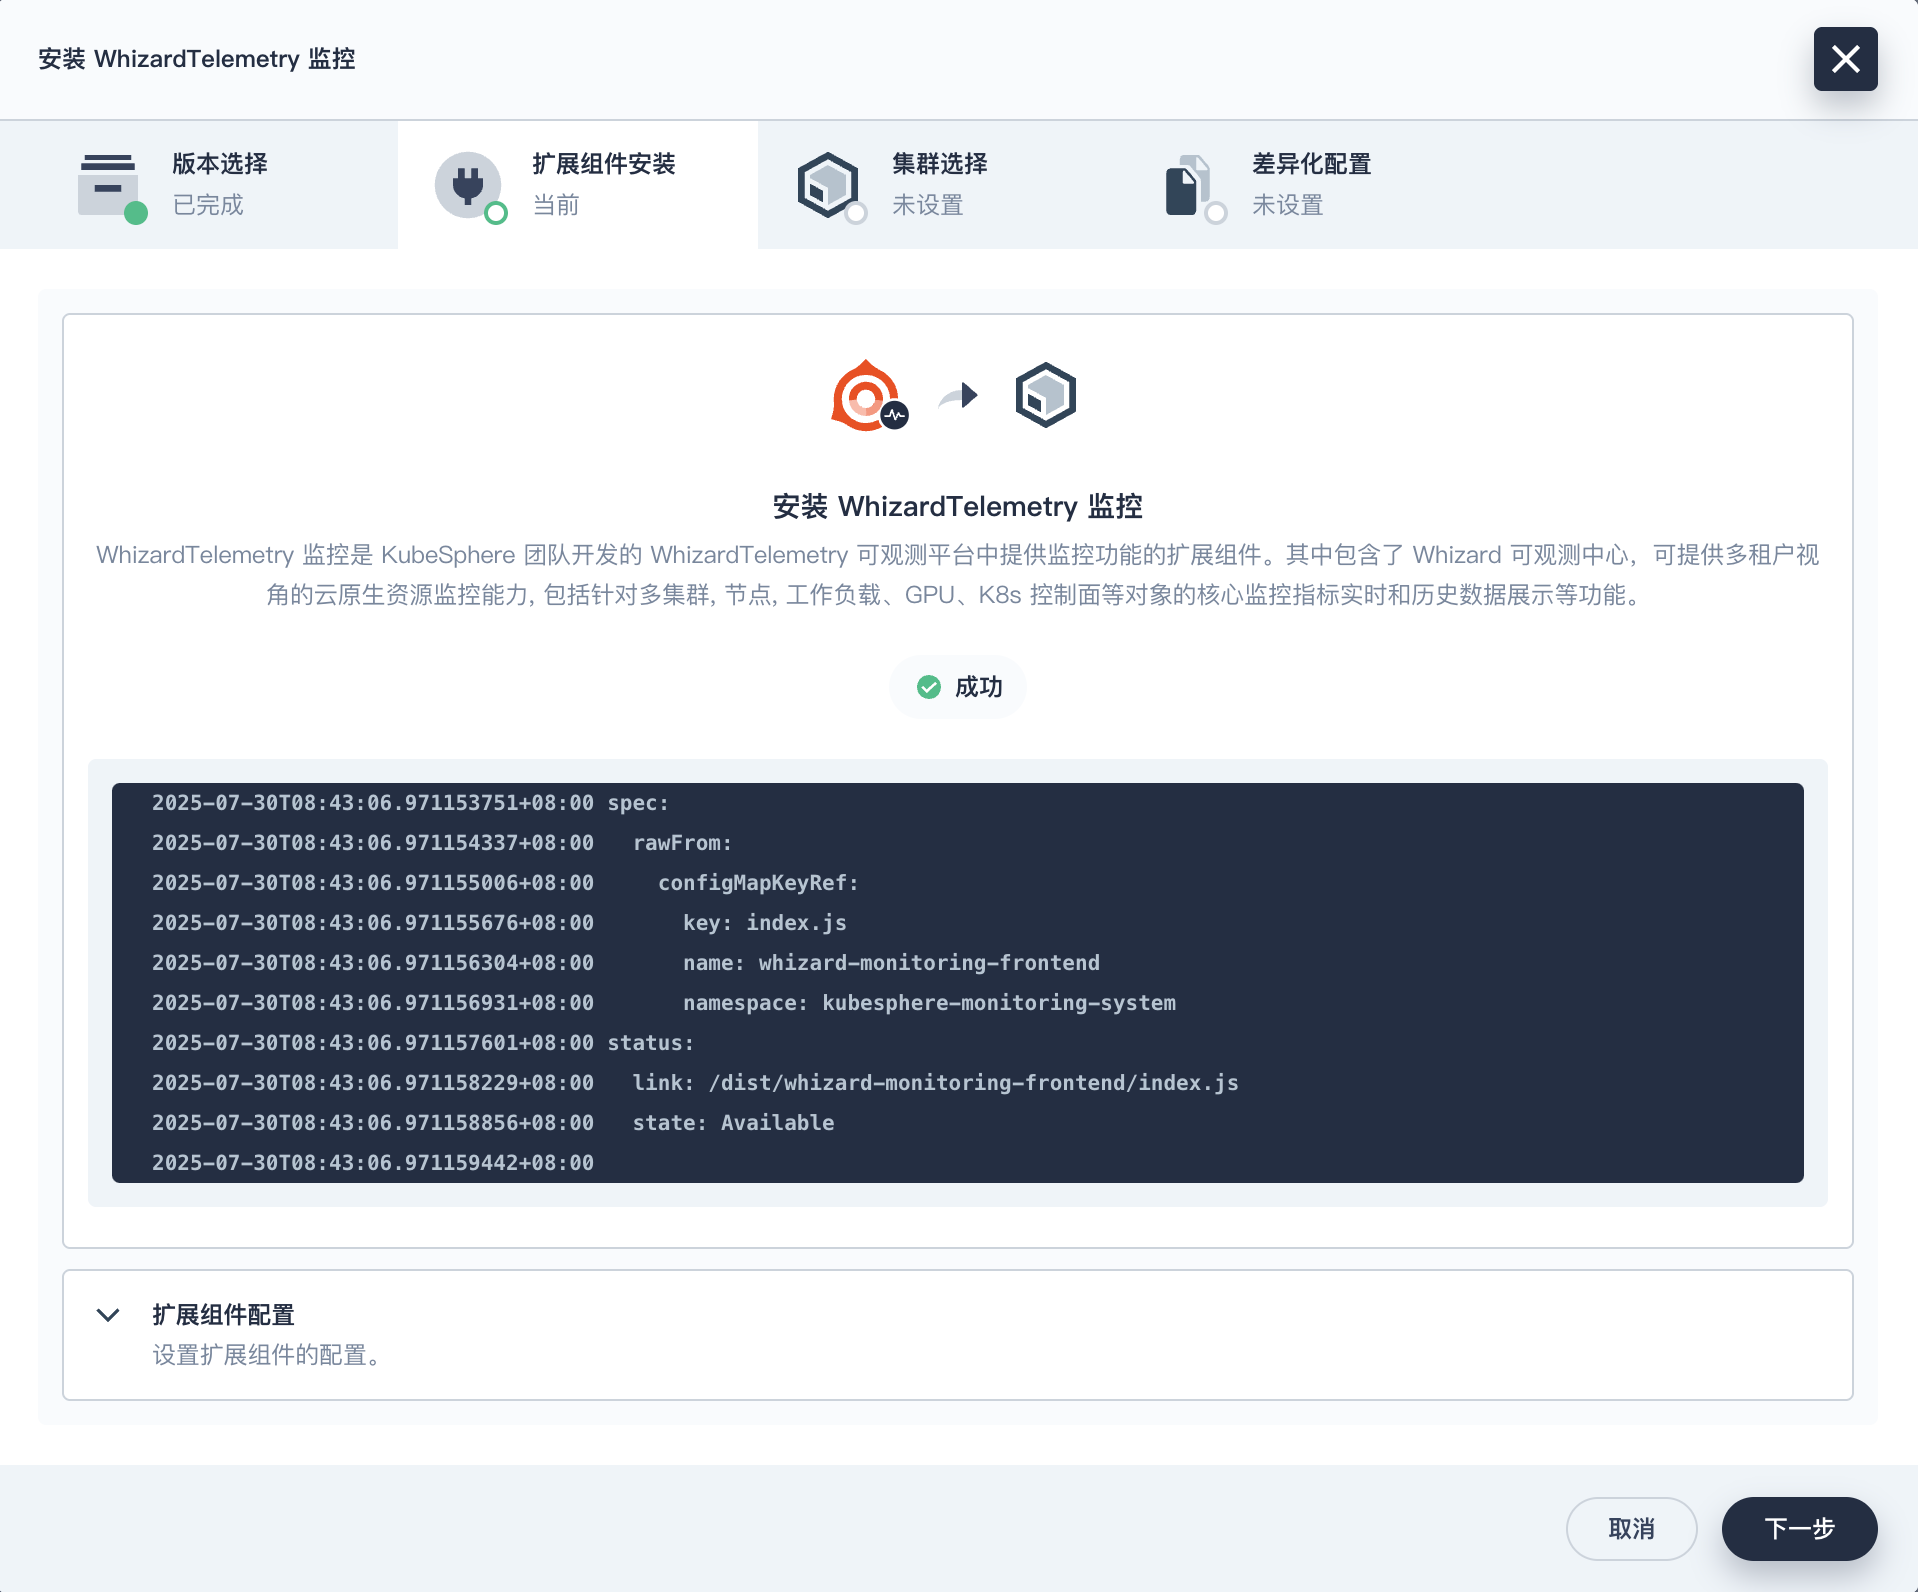 安装 WhizardTelemetry 监控
版本选择
已完成
扩展组件安装
当前
集群选择
未设置
差异化配置
未设置
安装 WhizardTelemetry 监控
WhizardTelemetry 监控是 KubeSphere 团队开发的 WhizardTelemetry 可观测平台中提供监控功能的扩展组件。其中包含了 Whizard 可观测中心，可提供多租户视
角的云原生资源监控能力, 包括针对多集群, 节点, 工作负载、GPU、K8s 控制面等对象的核心监控指标实时和历史数据展示等功能。
成功
2025-07-30T08:43:06.971153751+08:00 spec:
2025-07-30T08:43:06.971154337+08:00   rawFrom:
2025-07-30T08:43:06.971155006+08:00     configMapKeyRef:
2025-07-30T08:43:06.971155676+08:00       key: index.js
2025-07-30T08:43:06.971156304+08:00       name: whizard-monitoring-frontend
2025-07-30T08:43:06.971156931+08:00       namespace: kubesphere-monitoring-system
2025-07-30T08:43:06.971157601+08:00 status:
2025-07-30T08:43:06.971158229+08:00   link: /dist/whizard-monitoring-frontend/index.js
2025-07-30T08:43:06.971158856+08:00   state: Available
2025-07-30T08:43:06.971159442+08:00
扩展组件配置
设置扩展组件的配置。
取消
下一步